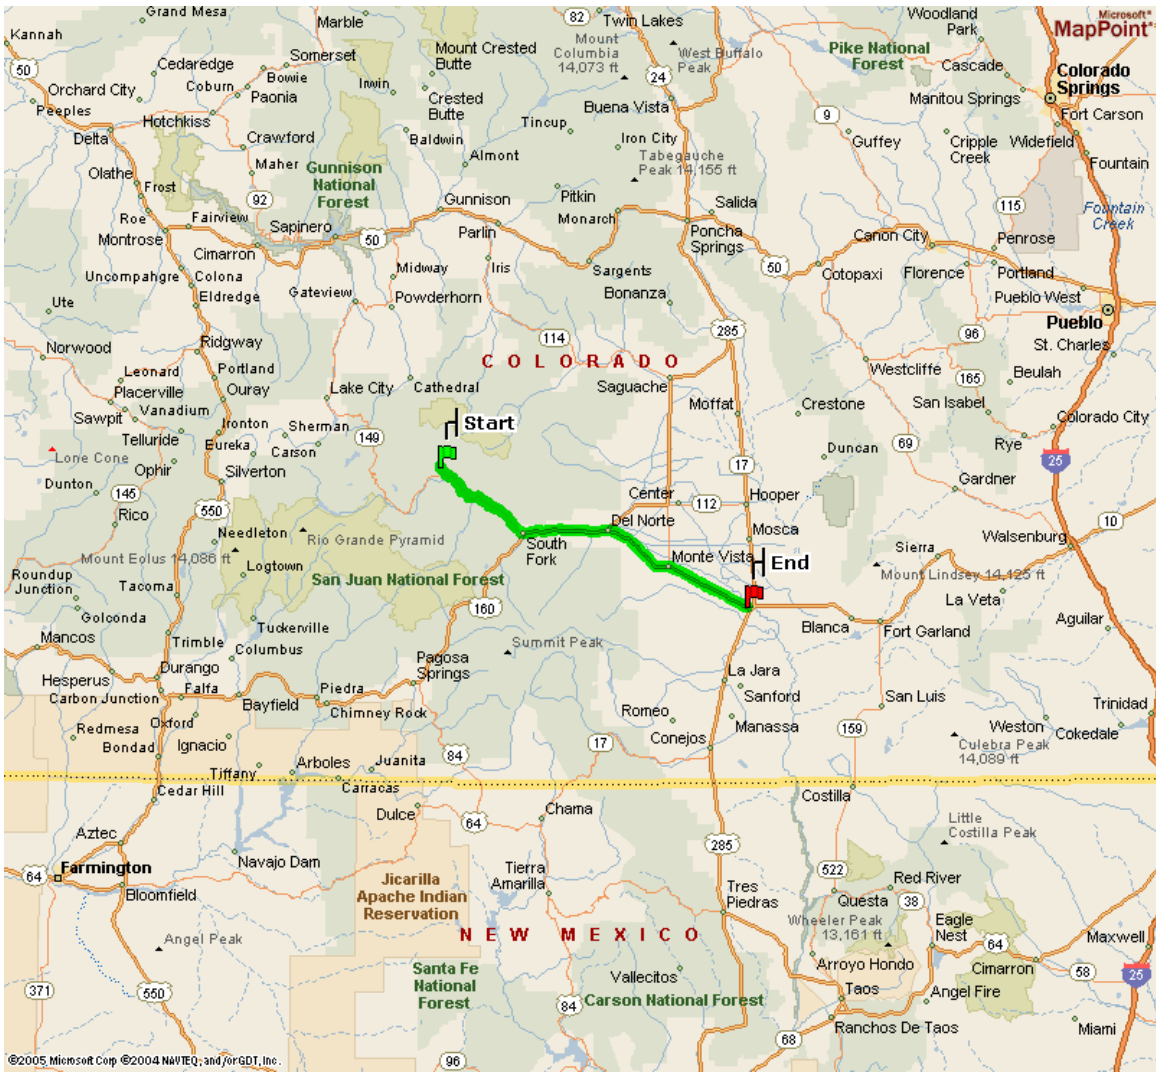 Grand Mesa
Marble
82
Twin Lakes
Woodland
Park
Microsoft®
MapPoint®
Kannah
Somerset
Mount Crested
Butte
Mount
Columbia
14,073 ft
West Buffalo
Peak
Pike National
Forest
Cascade
Colorado
Springs
50
Cedaredge
Bowie
Coburn
Paonia
Irwin
24
Orchard City
Crested
Butte
Buena Vista
Manitou Springs
Peeples
Hotchkiss
Tincup
9
Fort Carson
Delta
Crawford
Baldwin
Iron City
Guffey
Cripple
Creek
Widefield
Maher
Almont
Tabeguache
Peak 14,155 ft
Fountain
Olathe
Frost
Gunnison
National
Forest
92
Gunnison
Pitkin
Monarch
Salida
115
Fountain
Creek
Roe
Fairview
Sapinero
Montrose
50
Parlin
Poncha
Springs
Canon City
Penrose
Cimarron
Uncompahgre
Colona
Midway
Iris
Sargents
50
Cotopaxi
Florence
Portland
Eldredge
Gateview
Powderhorn
Bonanza
Pueblo West
Ute
Pueblo
285
96
Norwood
Ridgway
114
St. Charles
COLORADO
Leonard
Portland
Placerville
Ouray
Lake City
Cathedral
Saguache
Westcliffe
165
Beulah
Sawpit
Vanadium
Moffat
Crestone
San Isabel
Colorado City
Telluride
Ironton
Sherman
149
Start
Eureka
Carson
Duncan
69
Rye
Lone Cone
Ophir
Silverton
17
25
Dunton
145
Center
112
Hooper
Gardner
Rico
550
Needleton
Rio Grande Pyramid
Del Norte
Mosca
10
Walsenburg
Mount Eolus 14,086 ft
South
Fork
Monte Vista
End
Sierra
Logtown
San Juan National Forest
Mount Lindsey 14,125 ft
Roundup
Junction
Tacoma
160
La Veta
Golconda
Tuckerville
Blanca
Fort Garland
Aguilar
Mancos
Trimble
Columbus
Summit Peak
Hesperus
Durango
Pagosa
Springs
La Jara
Carbon Junction
Falfa
Piedra
Sanford
San Luis
Bayfield
Chimney Rock
Romeo
Manassa
Trinidad
Oxford
Redmesa
Ignacio
17
Conejos
159
Weston
Cokedale
Bondad
84
Culebra Peak
14,089 ft
Tiffany
Arboles
Juanita
Cedar Hill
Carracas
Costilla
Dulce
Chama
64
Little
Costilla Peak
Aztec
285
Navajo Dam
Farmington
64
Tierra
Amarilla
522
Red River
Bloomfield
Jicarilla
Apache Indian
Reservation
Tres
Piedras
Questa
38
Wheeler Peak
13,161 ft
Eagle
Nest
NEW MEXICO
Angel Peak
64
Maxwell
Santa Fe
National
Forest
Vallecitos
Arroyo Hondo
Cimarron
58
25
371
550
84
Carson National Forest
Taos
Angel Fire
68
Ranchos De Taos
Miami
96
©2005 Microsoft Corp ©2004 NAVTEQ, and/or GDT, Inc.